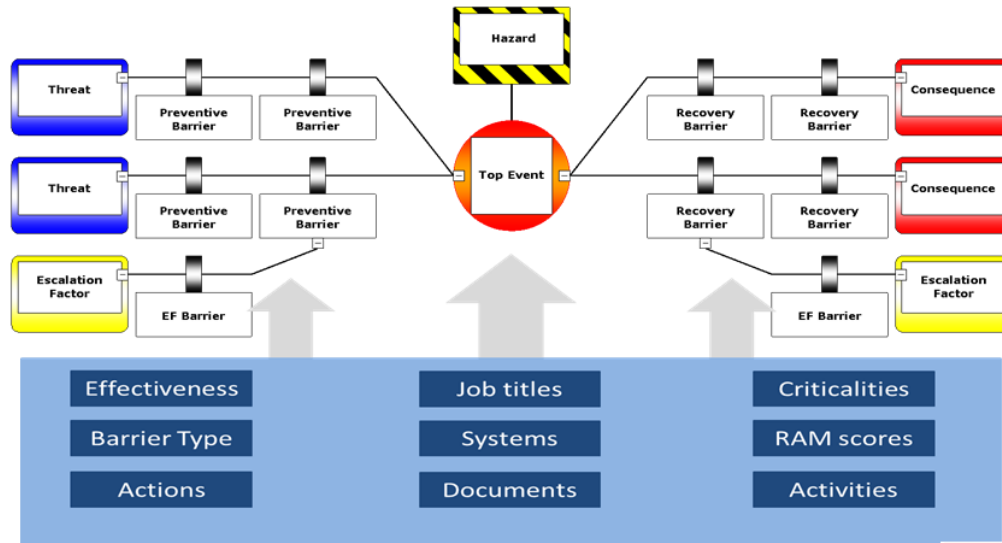 Hazard
Threat
Preventive
Barrier
Preventive
Barrier
Recovery
Barrier
Recovery
Barrier
Consequence
Top Event
Threat
Preventive
Barrier
Preventive
Barrier
Recovery
Barrier
Recovery
Barrier
Consequence
Escalation
Factor
EF Barrier
EF Barrier
Escalation
Factor
Effectiveness
Job titles
Criticalities
Barrier Type
Systems
RAM scores
Actions
Documents
Activities